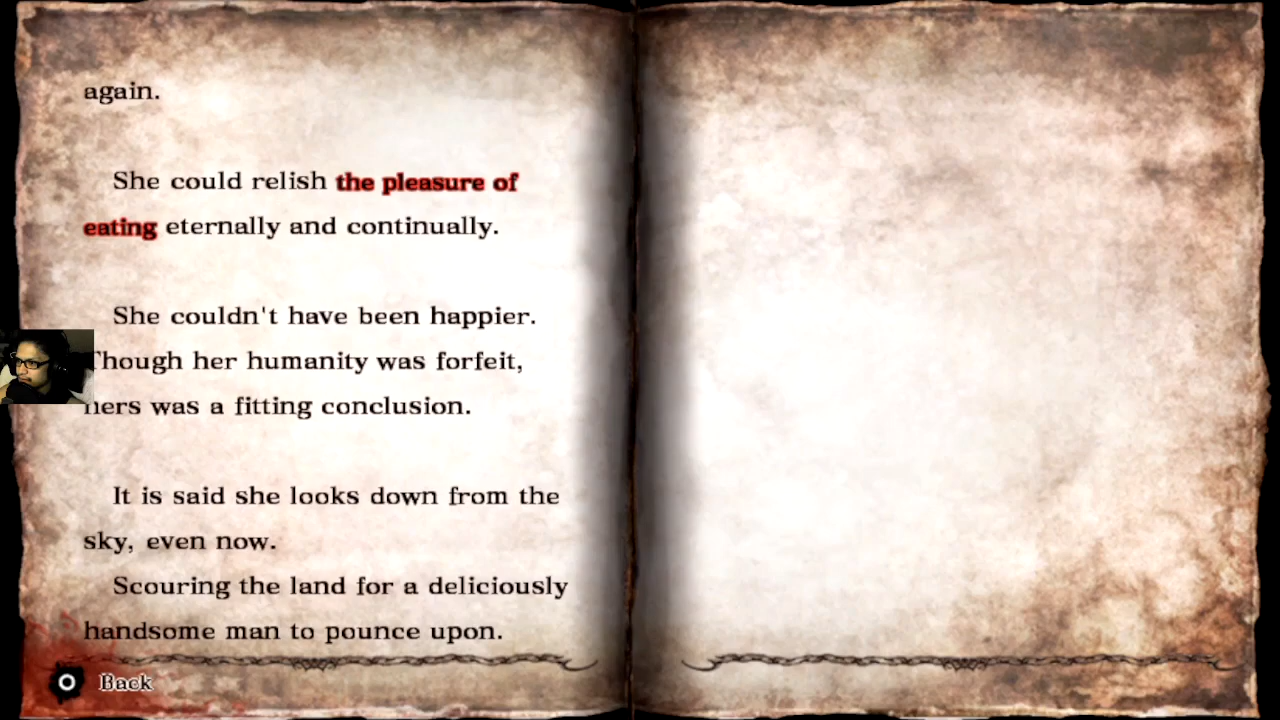 again.
She could relish the pleasure of
eating eternally and continually.
She couldn't have been happier.
Though her humanity was forfeit,
hers was a fitting conclusion.
It is said she looks down from the
sky, even now.
Scouring the land for a deliciously
handsome man to pounce upon.
Back